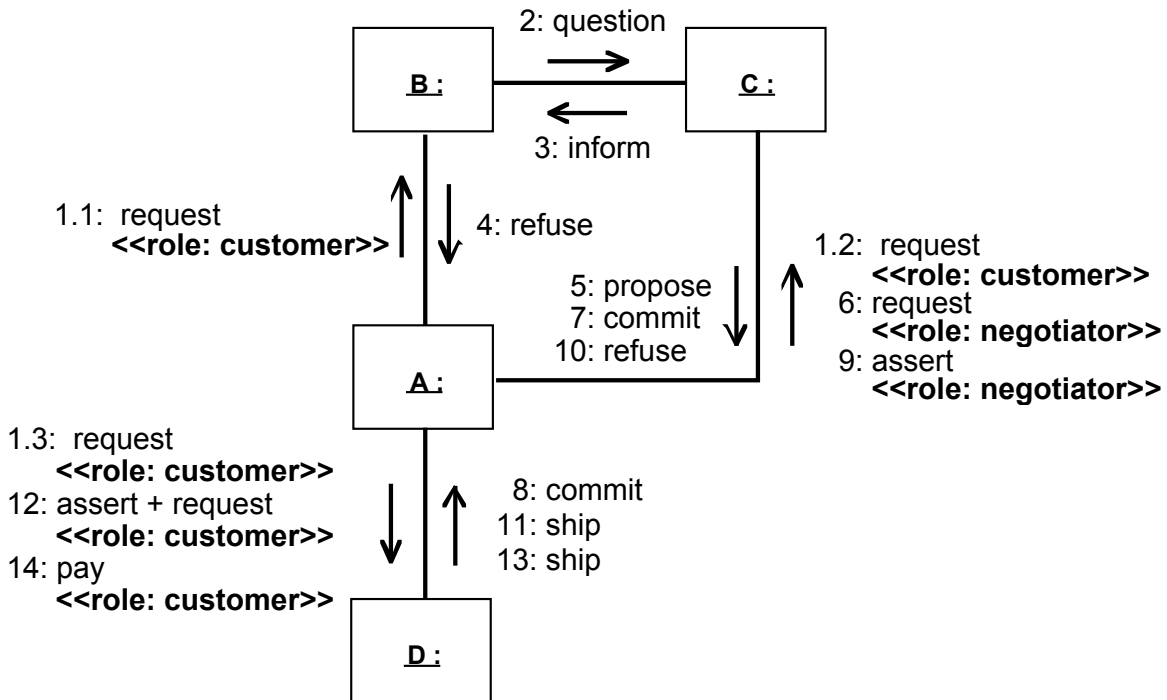 2: question
B :
C :
3: inform
1.1: request
<<role: customer>>
4: refuse
1.2: request
<<role: customer>>
6: request
<<role: negotiator>>
9: assert
<<role: negotiator>>
5: propose
7: commit
10: refuse
A :
1.3: request
<<role: customer>>
12: assert + request
<<role: customer>>
14: pay
<<role: customer>>
8: commit
11: ship
13: ship
D :